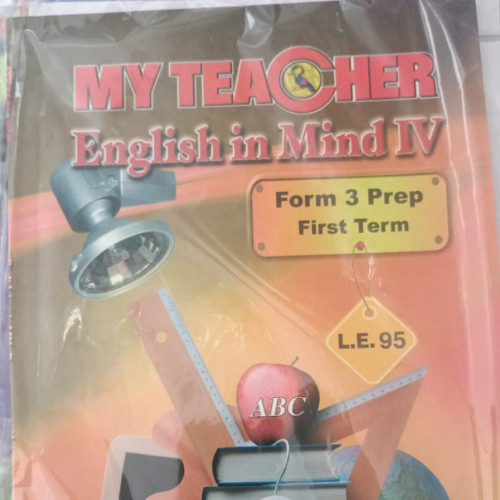 MY TEACHER
English in Mind IV
Form 3 Prep
First Term
L.E. 95
ABC